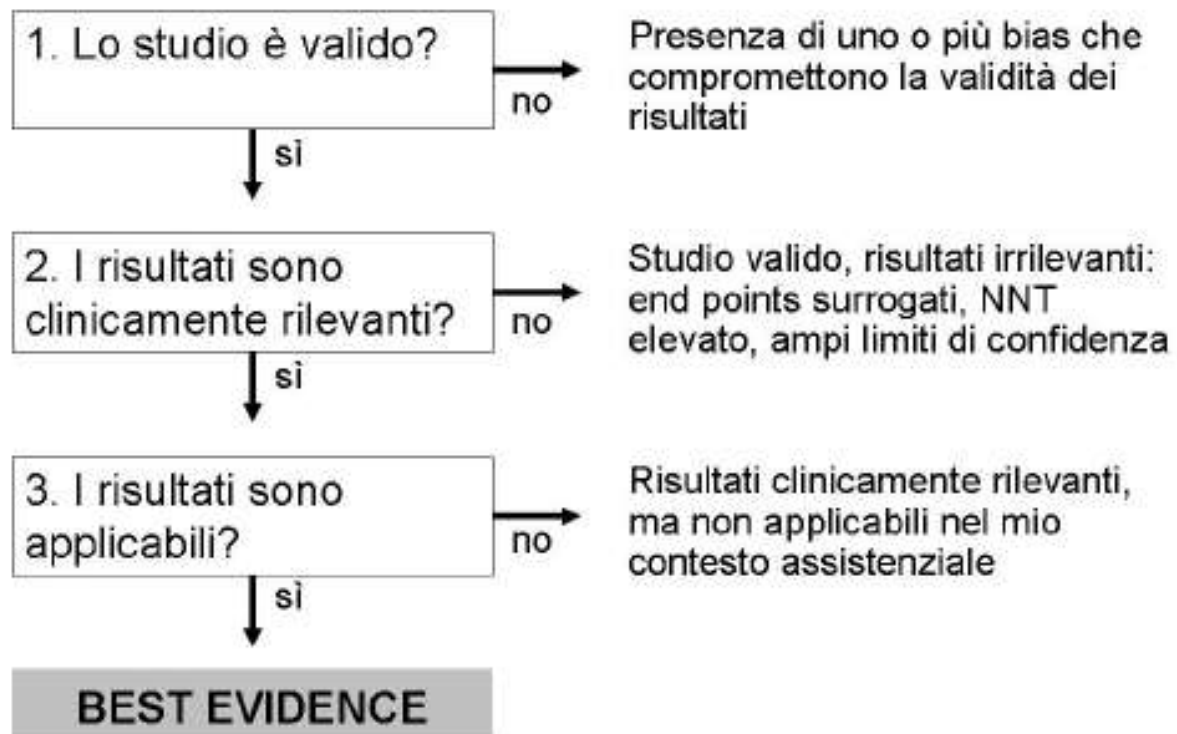 1. Lo studio è valido?
no
Presenza di uno o più bias che
compromettono la validità dei
risultati
sì
2. I risultati sono
clinicamente rilevanti?
no
Studio valido, risultati irrilevanti:
end points surrogati, NNT
elevato, ampi limiti di confidenza
sì
3. I risultati sono
applicabili?
no
Risultati clinicamente rilevanti,
ma non applicabili nel mio
contesto assistenziale
sì
BEST EVIDENCE